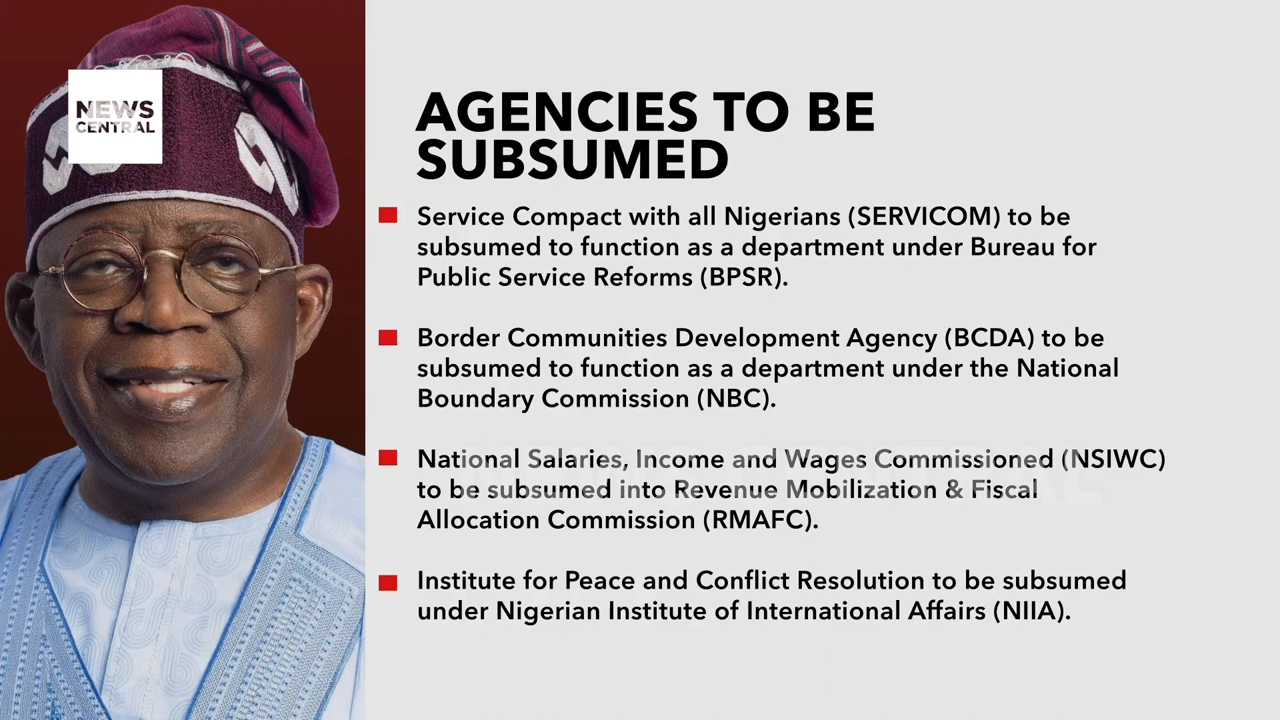 NEWS
CENTRAL
AGENCIES TO BE
SUBSUMED
Service Compact with all Nigerians (SERVICOM) to be
subsumed to function as a department under Bureau for
Public Service Reforms (BPSR).
Border Communities Development Agency (BCDA) to be
subsumed to function as a department under the National
Boundary Commission (NBC).
National Salaries, Income and Wages Commissioned (NSIWC)
to be subsumed into Revenue Mobilization & Fiscal
Allocation Commission (RMAFC).
Institute for Peace and Conflict Resolution to be subsumed
under Nigerian Institute of International Affairs (NIIA).